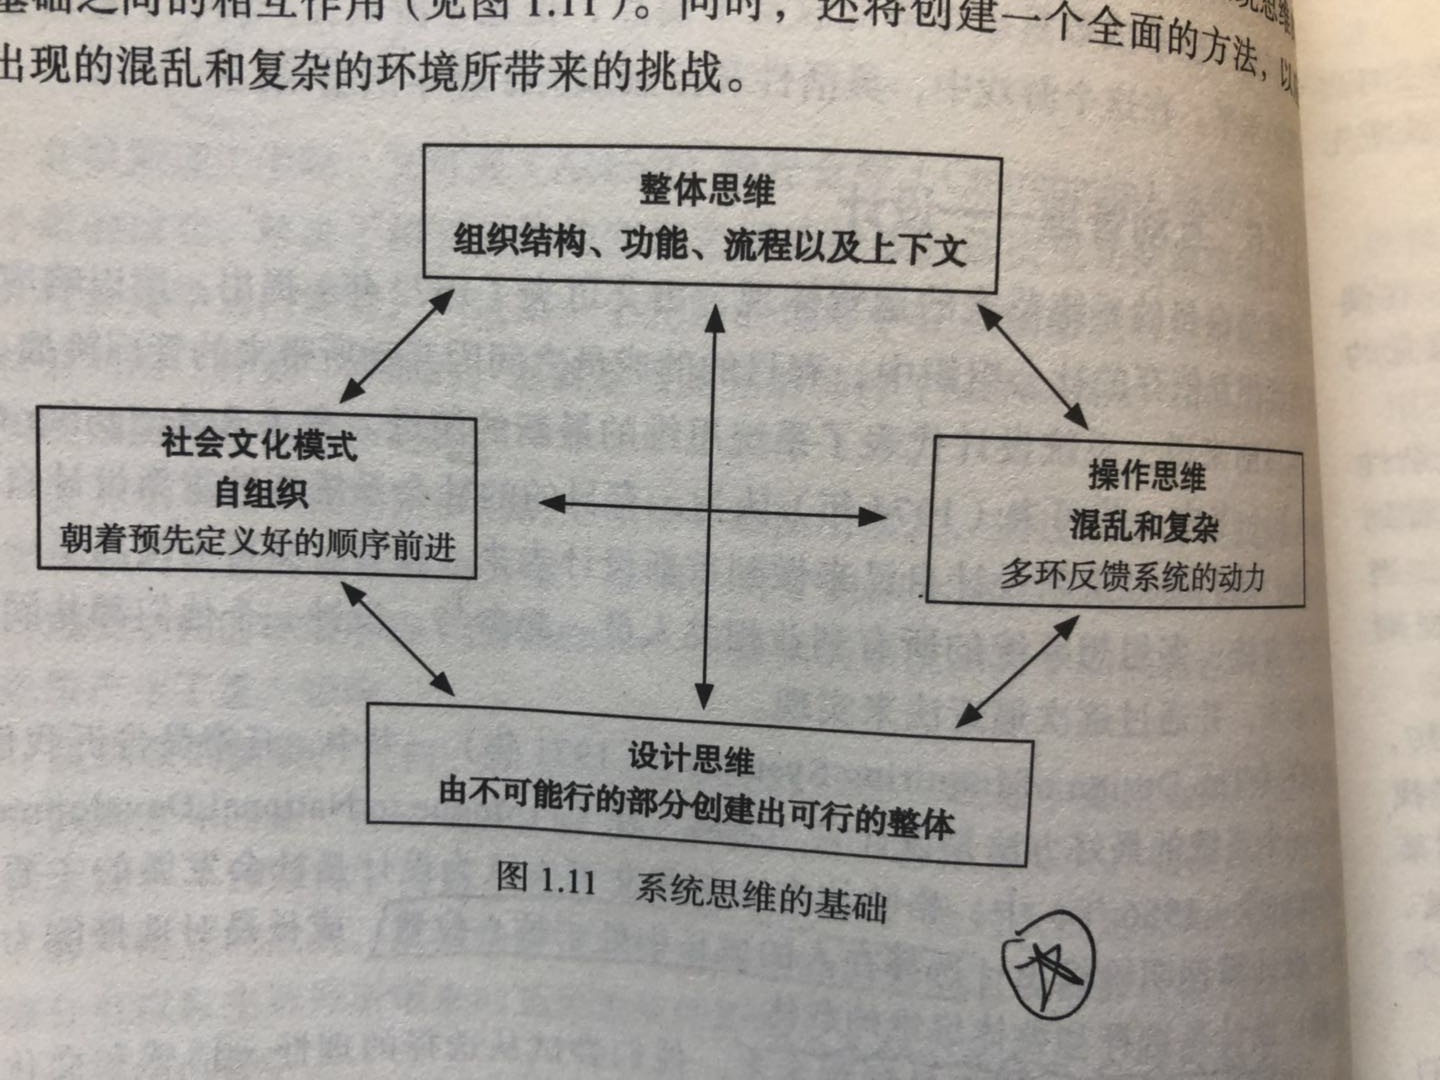 基础之间的相互作用（见图 1.11）。同时，还将创建一个全面的方法，以
出现的混乱和复杂的环境所带来的挑战。
整体思维
组织结构、功能、流程以及上下文
社会文化模式
自组织
朝着预先定义好的顺序前进
操作思维
混乱和复杂
多环反馈系统的动力
设计思维
由不可能行的部分创建出可行的整体
图 1.11 系统思维的基础